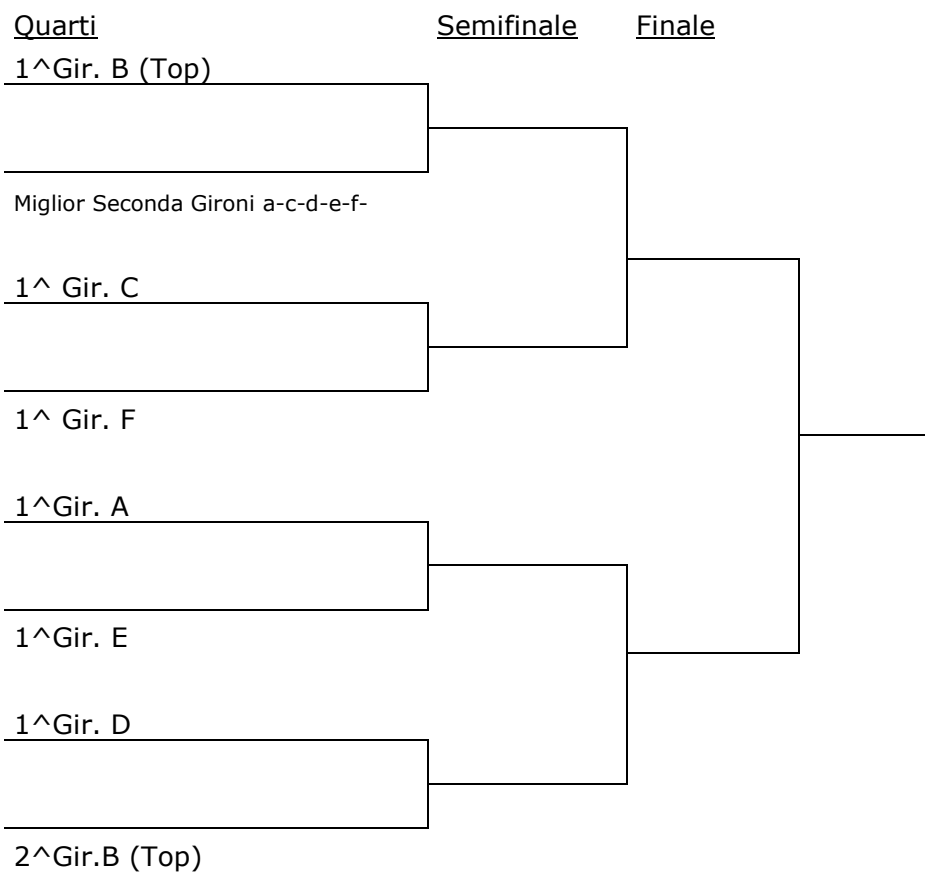 Quarti Semifinale Finale
1^Gir. B (Top)
Miglior Seconda Gironi a-c-d-e-f-
1^ Gir. C
1^ Gir. F
1^Gir. A
1^Gir. E
1^Gir. D
2^Gir.B (Top)